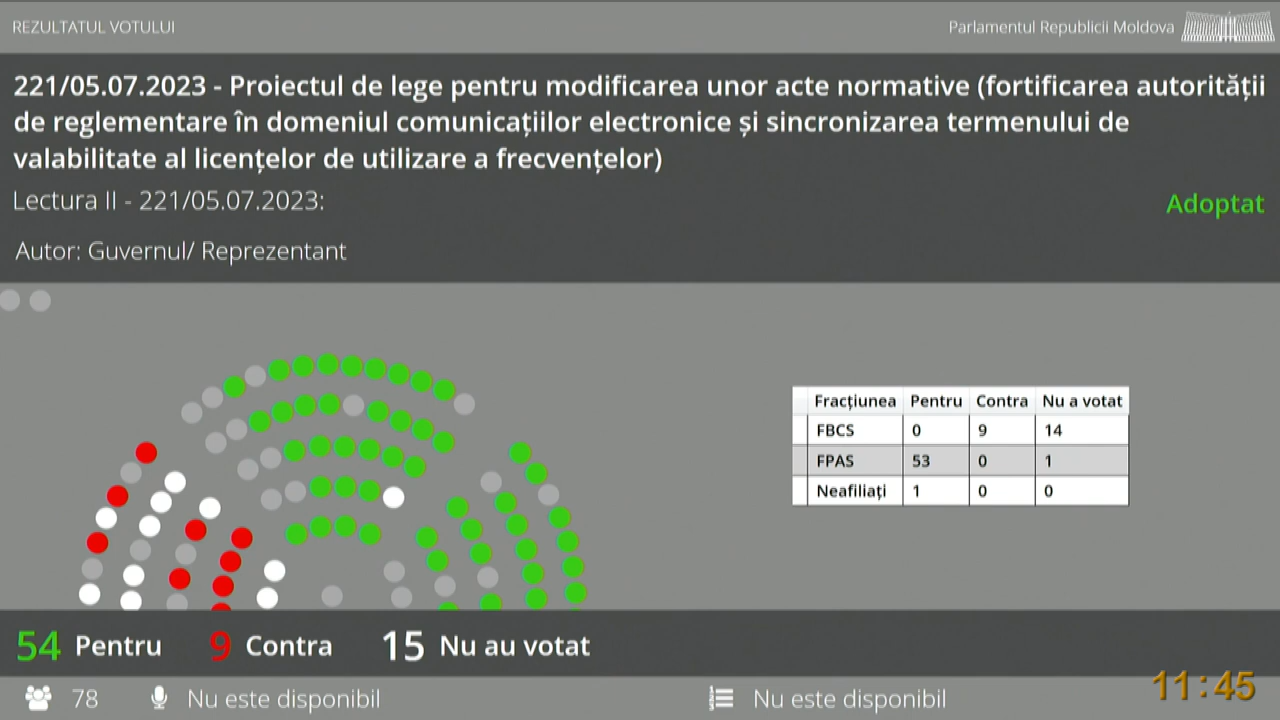 REZULTATUL VOTULUI
Parlamentul Republicii Moldova
221/05.07.2023 - Proiectul de lege pentru modificarea unor acte normative (fortificarea autorității
de reglementare în domeniul comunicațiilor electronice și sincronizarea termenului de
valabilitate al licențelor de utilizare a frecvențelor)
Lectura II - 221/05.07.2023:
Adoptat
Autor: Guvernul/ Reprezentant
Fracțiunea Pentru Contra Nu a votat
FBCS 0 9 14
FPAS 53 0 1
Neafiliați 1 0 0
54 Pentru 9 Contra 15 Nu au votat
78 Nu este disponibil Nu este disponibil
11:45